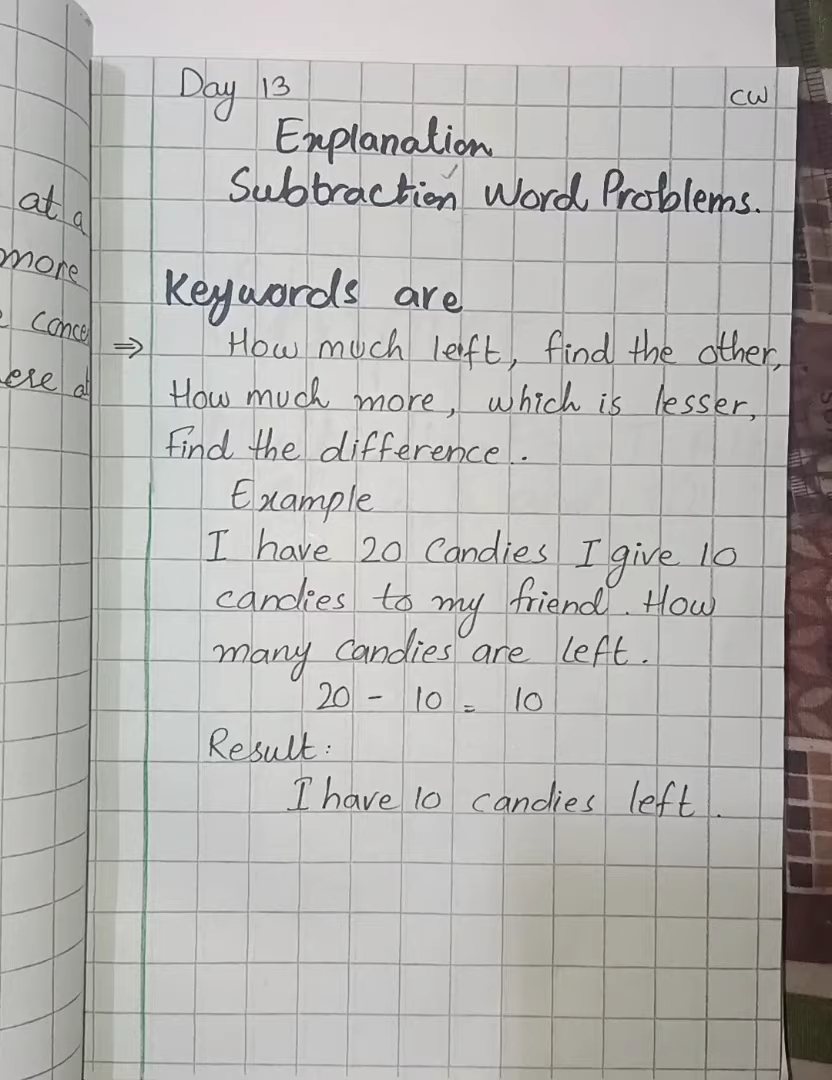 Day 13
CW
Explanation
Subtraction Word Problems.
Keywords are
⇒ How much left, find the other,
How much more, which is lesser,
Find the difference.
Example
I have 20 Candies I give 10
candies to my friend. How
many candies are left.
20 - 10 = 10
Result:
I have 10 candies left.
at a
more
ere